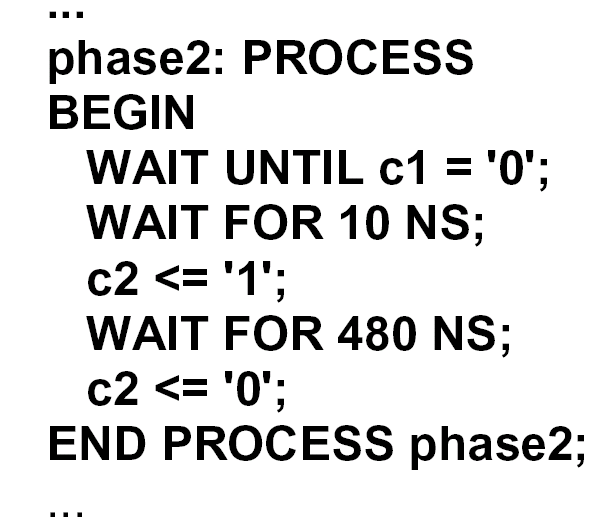 ...
phase2: PROCESS
BEGIN
WAIT UNTIL c1 = '0';
WAIT FOR 10 NS;
c2 <= '1';
WAIT FOR 480 NS;
c2 <= '0';
END PROCESS phase2;
...